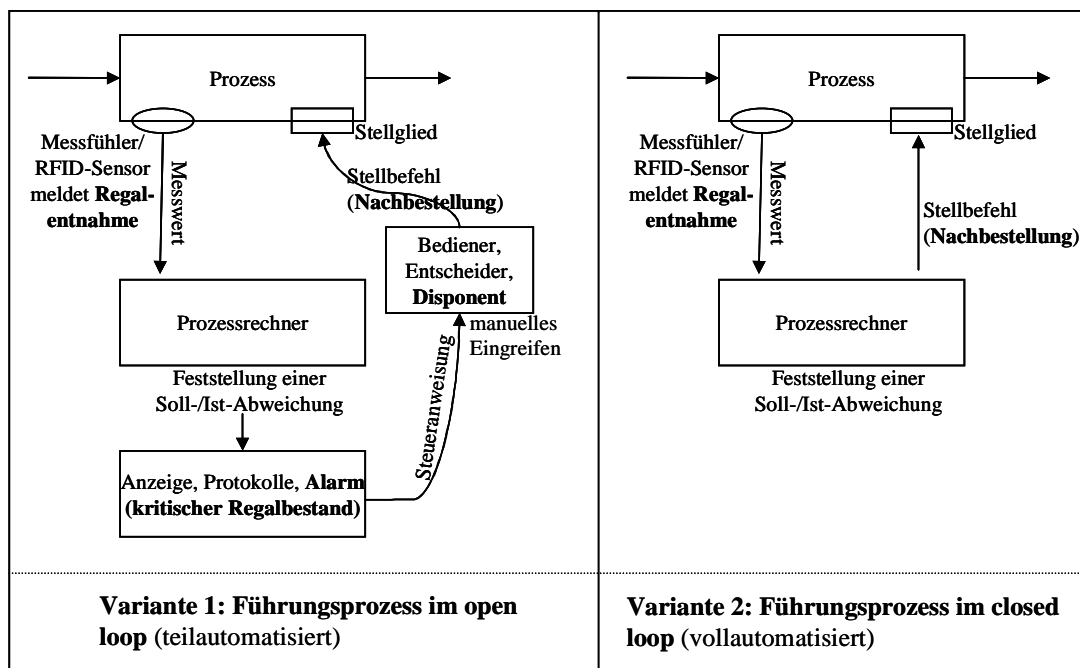 Prozess
Stellglied
Messfühler/
RFID-Sensor
meldet Regal-
entnahme
Messwert
Stellbefehl
(Nachbestellung)
Bediener,
Entscheider,
Disponent
manuelles
Eingreifen
Prozessrechner
Feststellung einer
Soll-/Ist-Abweichung
Steueranweisung
Anzeige, Protokolle, Alarm
(kritischer Regalbestand)
Variante 1: Führungsprozess im open
loop (teilautomatisiert)
Prozess
Stellglied
Messfühler/
RFID-Sensor
meldet Regal-
entnahme
Messwert
Stellbefehl
(Nachbestellung)
Prozessrechner
Feststellung einer
Soll-/Ist-Abweichung
Variante 2: Führungsprozess im closed
loop (vollautomatisiert)